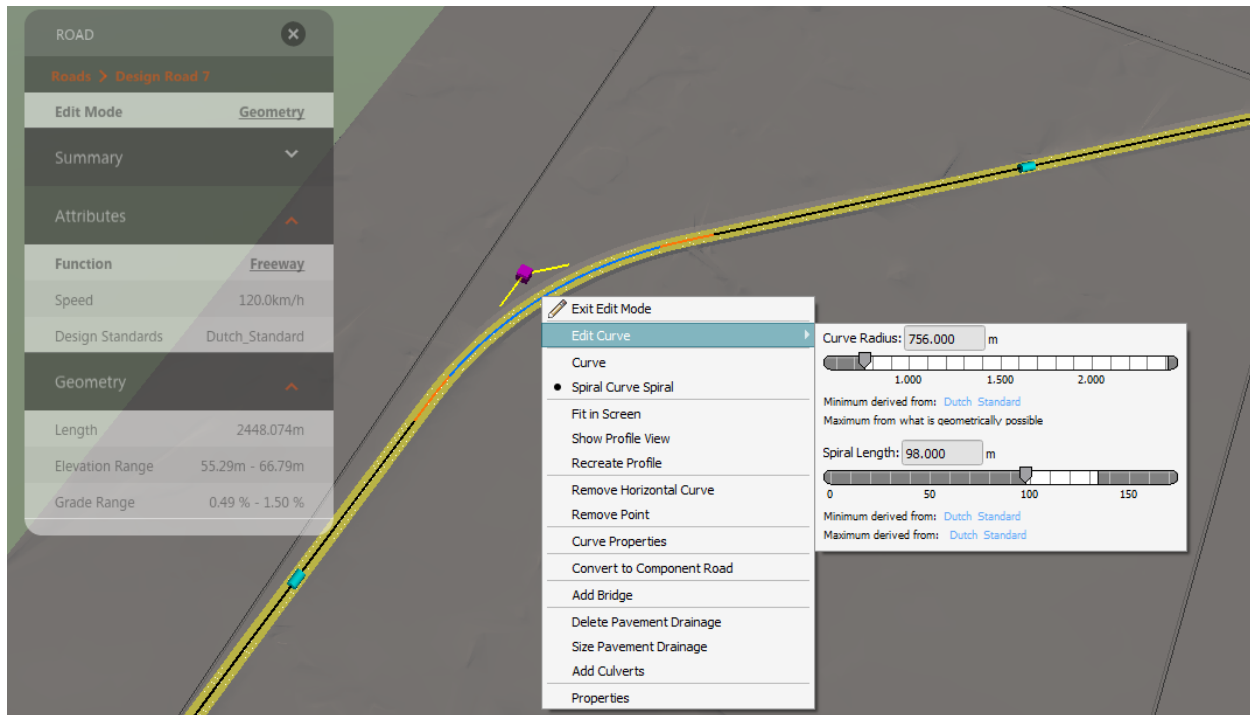 ROAD
Roads > Design Road 7
Edit Mode Geometry
Summary
Attributes
Function Freeway
Speed 120.0km/h
Design Standards Dutch_Standard
Geometry
Length 2448.074m
Elevation Range 55.29m - 66.79m
Grade Range 0.49 % - 1.50 %
Exit Edit Mode
Edit Curve
Curve
Spiral Curve Spiral
Fit in Screen
Show Profile View
Recreate Profile
Remove Horizontal Curve
Remove Point
Curve Properties
Convert to Component Road
Add Bridge
Delete Pavement Drainage
Size Pavement Drainage
Add Culverts
Properties
Curve Radius: 756.000 m
1.000 1.500 2.000
Minimum derived from: Dutch Standard
Maximum from what is geometrically possible
Spiral Length: 98.000 m
0 50 100 150
Minimum derived from: Dutch Standard
Maximum derived from: Dutch Standard